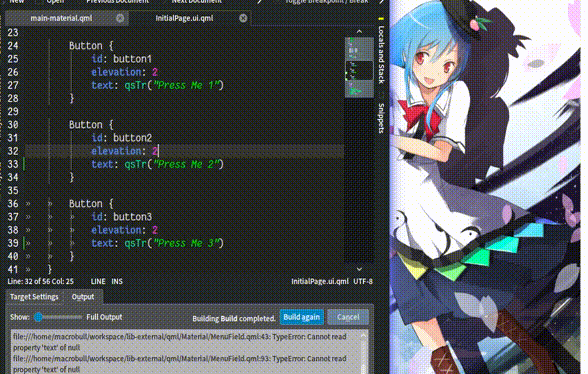 New Open Previous Document Next Document Toggle Breakpoint / Break
main-material.qml InitialPage.ui.qml
23
24 Button {
25 id: button1
26 elevation: 2
27 text: qsTr("Press Me 1")
28 }
29
30 Button {
31 id: button2
32 elevation: 2
33 text: qsTr("Press Me 2")
34 }
35
36 » » Button {
37 » » » id: button3
38 » » » elevation: 2
39 » » » text: qsTr("Press Me 3")
40 » » }
41 » }
Locals and Stack
Snippets
Line: 32 of 56 Col: 25 LINE INS InitialPage.ui.qml UTF-8
Target Settings Output
Show: Full Output Building Build completed. Build again Cancel
file:///home/macrobull/workspace/lib-external/qml/Material/MenuField.qml:43: TypeError: Cannot read
property 'text' of null
file:///home/macrobull/workspace/lib-external/qml/Material/MenuField.qml:93: TypeError: Cannot read
property 'text' of null